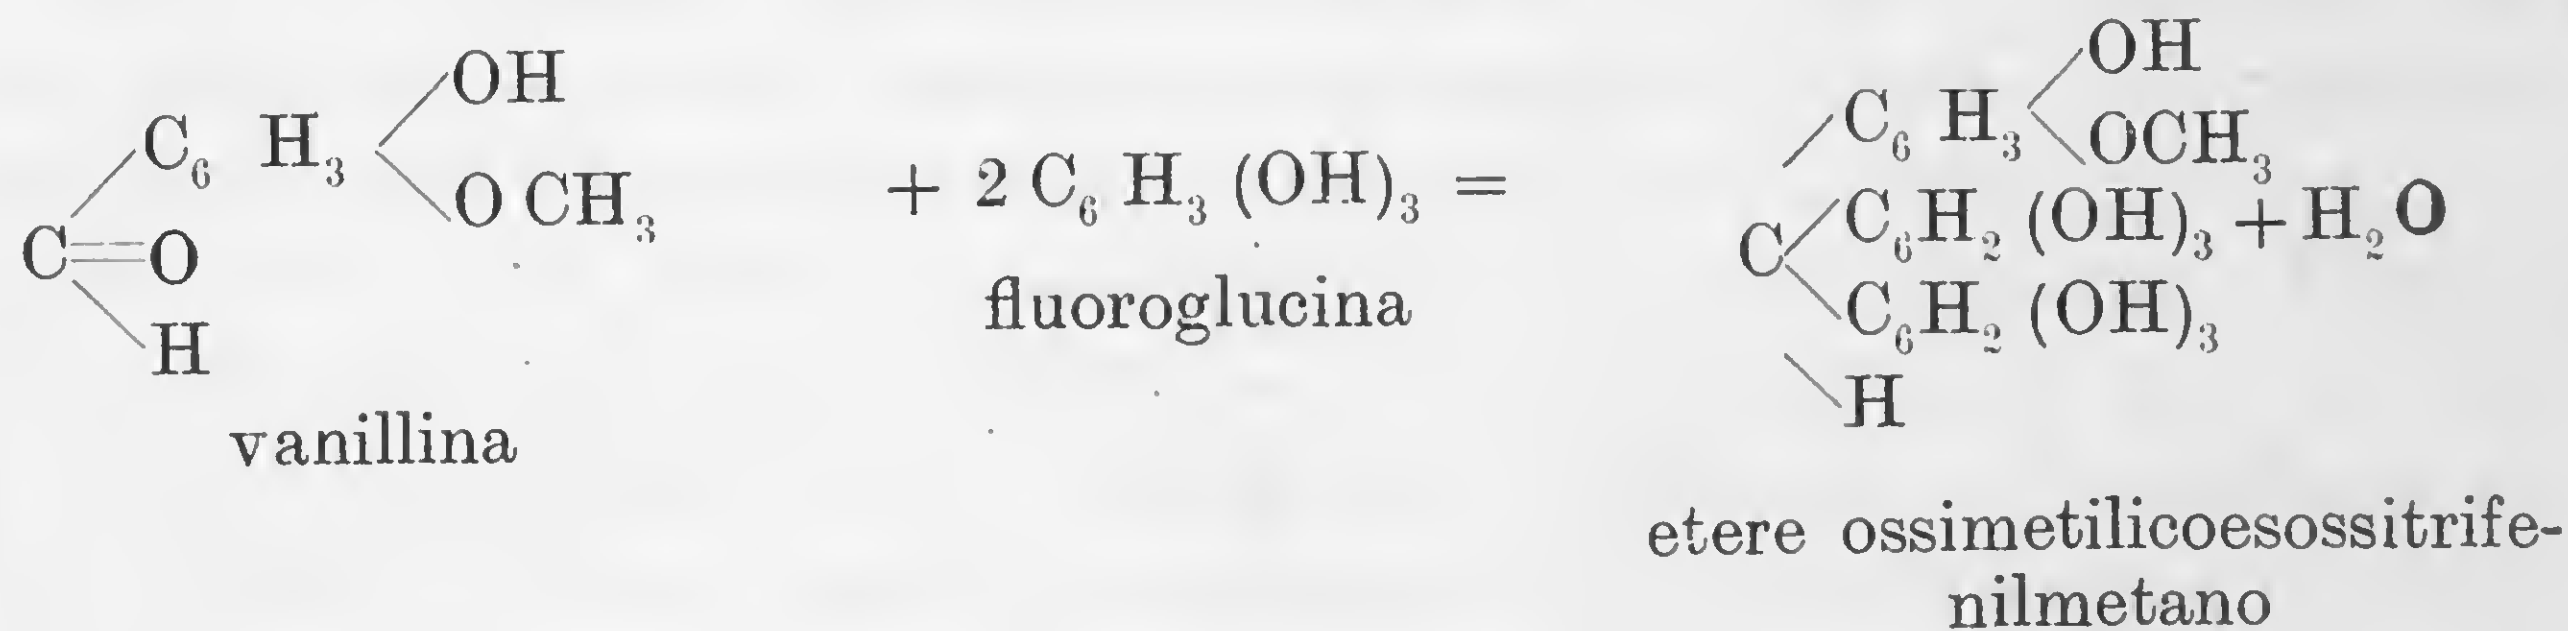 OH
C₆ H₃
O CH₃
C=O
H
vanillina
+ 2 C₆ H₃ (OH)₃ =
fluoroglucina
OH
C₆ H₃
OCH₃
C
C₆H₂ (OH)₃ + H₂O
C₆H₂ (OH)₃
H
etere ossimetilicoesossitrife-
nilmetano